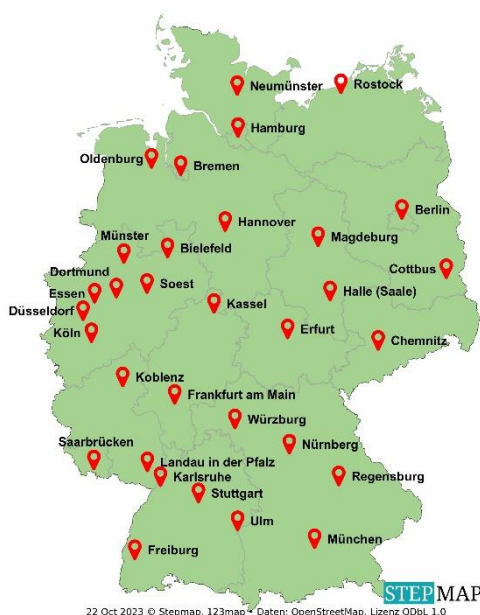 Neumünster
Rostock
Hamburg
Oldenburg
Bremen
Berlin
Hannover
Magdeburg
Münster
Bielefeld
Cottbus
Dortmund
Soest
Essen
Halle (Saale)
Kassel
Düsseldorf
Erfurt
Köln
Chemnitz
Koblenz
Frankfurt am Main
Würzburg
Saarbrücken
Nürnberg
Landau in der Pfalz
Karlsruhe
Regensburg
Stuttgart
Ulm
München
Freiburg
STEPMAP
22 Oct 2023 © Stepmap, 123map • Daten: OpenStreetMap, Lizenz ODbL 1.0